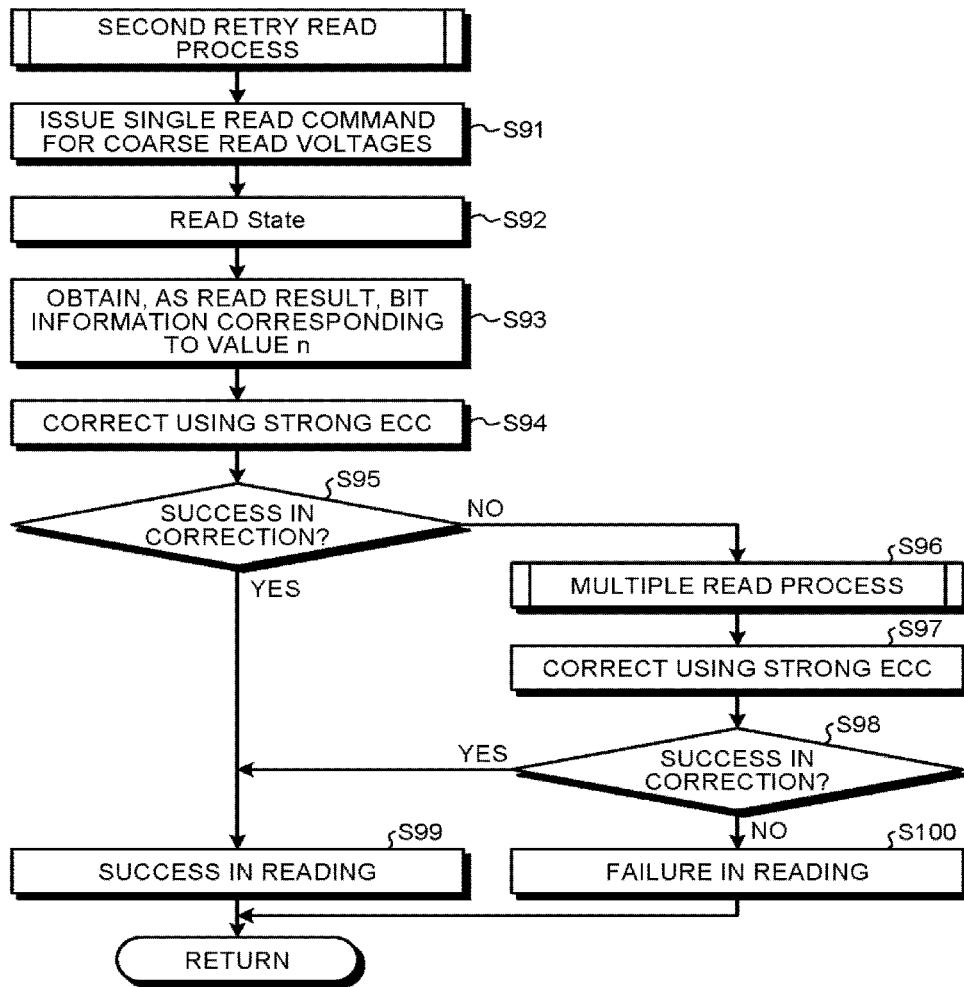 SECOND RETRY READ
PROCESS
ISSUE SINGLE READ COMMAND
FOR COARSE READ VOLTAGES
S91
READ State
S92
OBTAIN, AS READ RESULT, BIT
INFORMATION CORRESPONDING
TO VALUE n
S93
CORRECT USING STRONG ECC
S94
S95
SUCCESS IN
CORRECTION?
NO
YES
S96
MULTIPLE READ PROCESS
S97
CORRECT USING STRONG ECC
S98
SUCCESS IN
CORRECTION?
YES
NO
S99
SUCCESS IN READING
S100
FAILURE IN READING
RETURN